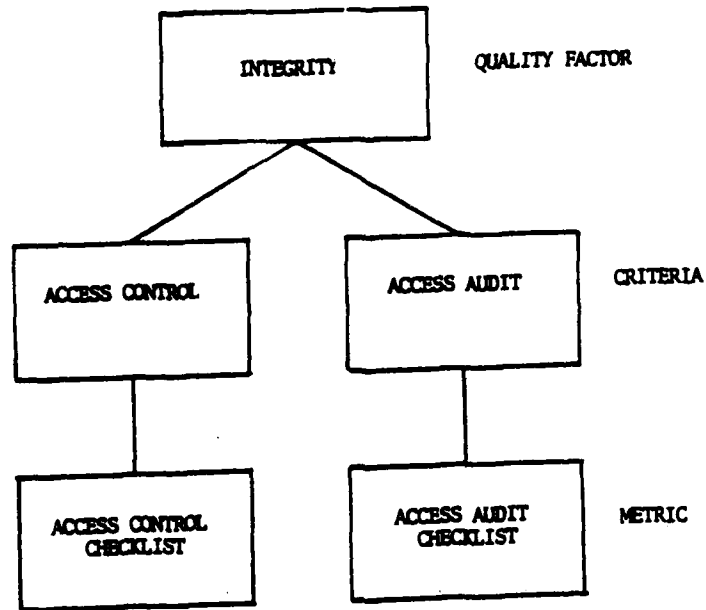 INTEGRITY
QUALITY FACTOR
ACCESS CONTROL
ACCESS AUDIT
CRITERIA
ACCESS CONTROL
CHECKLIST
ACCESS AUDIT
CHECKLIST
METRIC